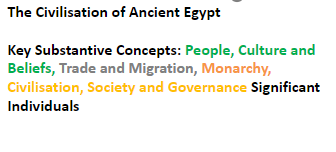 The Civilisation of Ancient Egypt
Key Substantive Concepts: People, Culture and
Beliefs, Trade and Migration, Monarchy,
Civilisation, Society and Governance Significant
Individuals